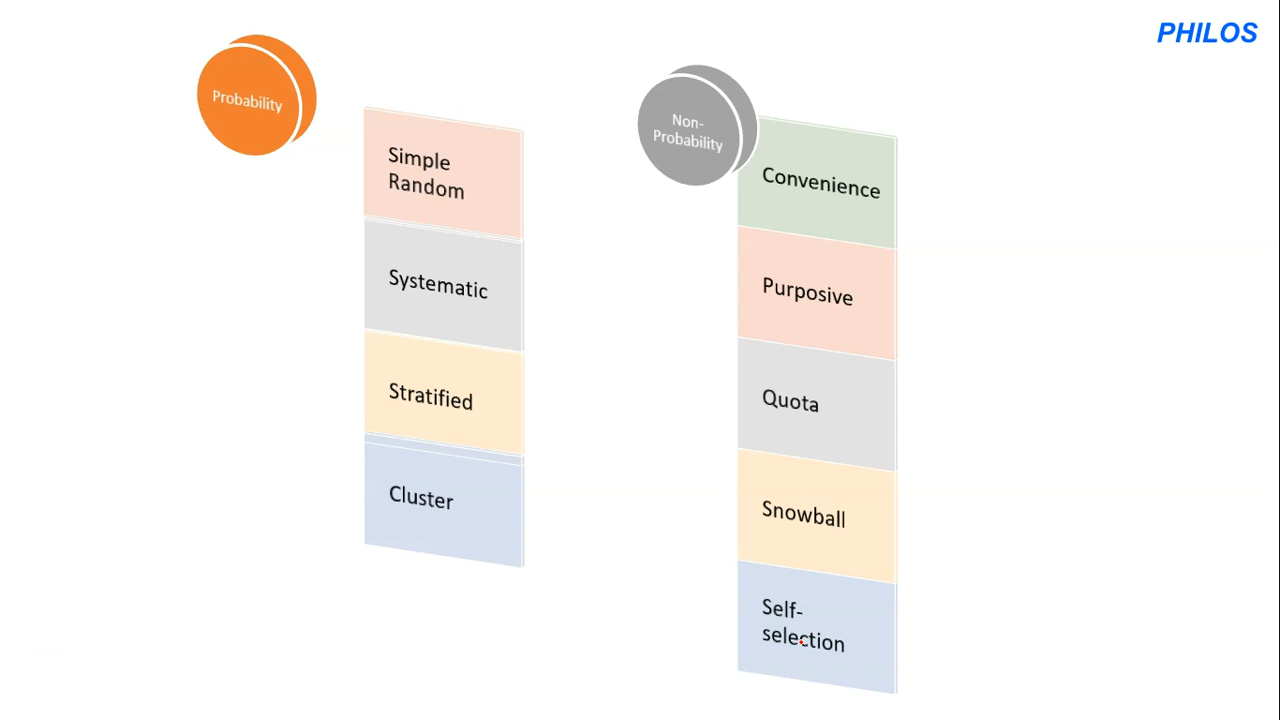 PHILOS
Probability
Simple
Random
Systematic
Stratified
Cluster
Non-
Probability
Convenience
Purposive
Quota
Snowball
Self-
selection